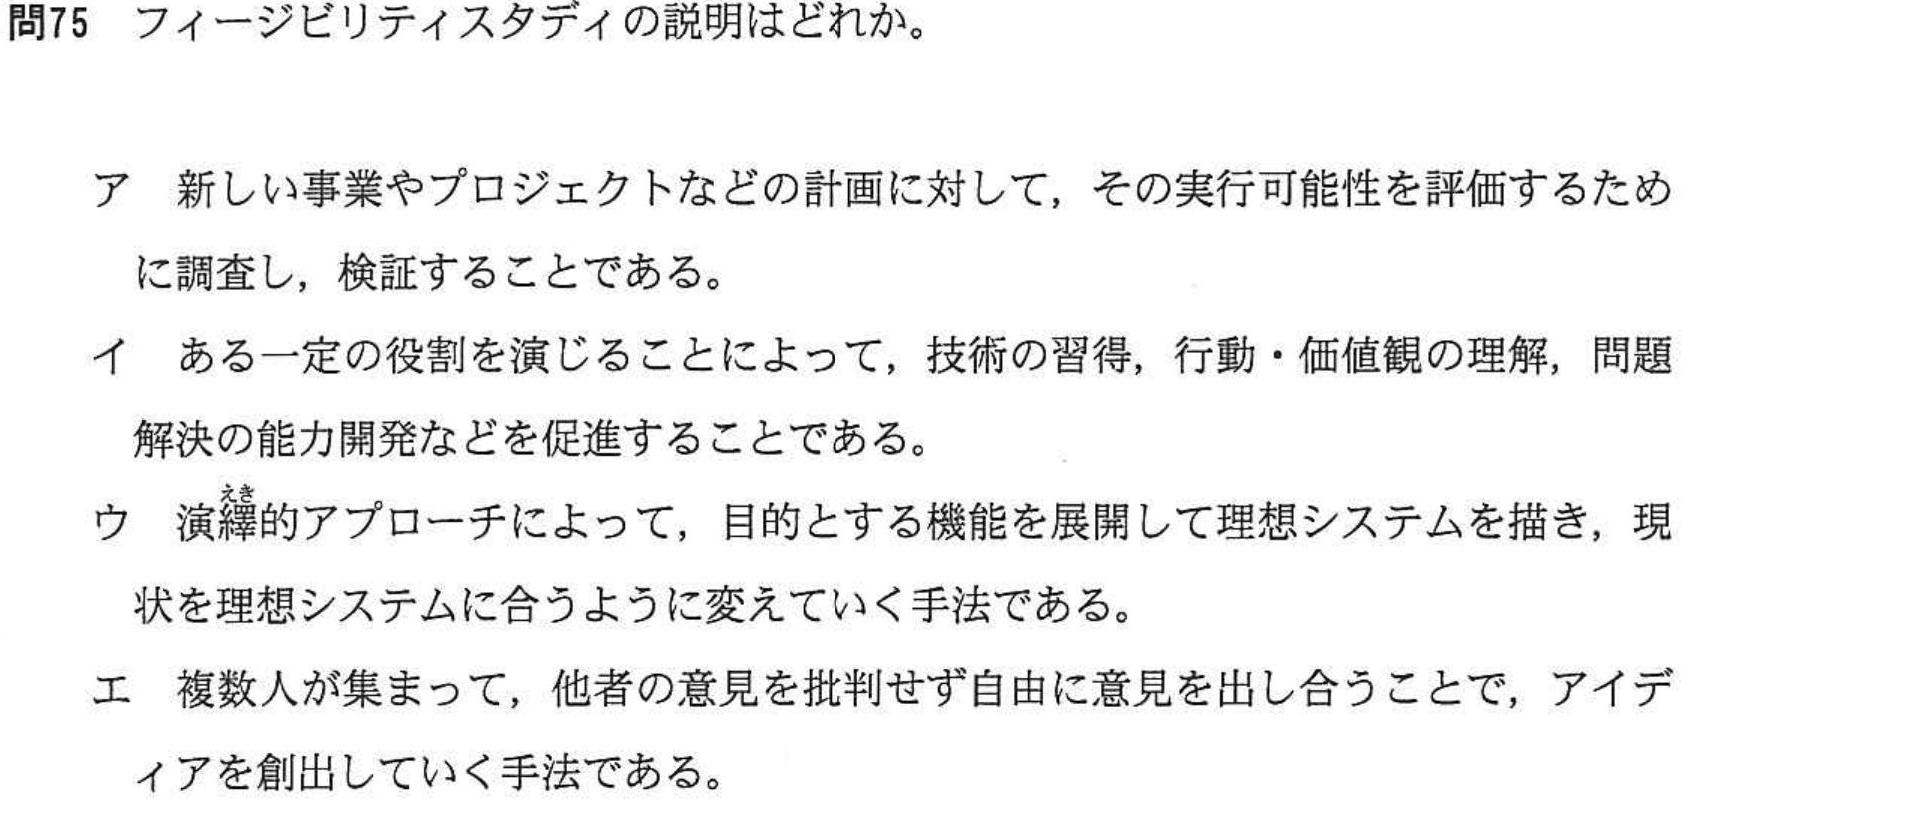 問75　フィージビリティスタディの説明はどれか。
ア　新しい事業やプロジェクトなどの計画に対して，その実行可能性を評価するため
に調査し，検証することである。
イ　ある一定の役割を演じることによって，技術の習得，行動・価値観の理解，問題
解決の能力開発などを促進することである。
えき
ウ　演繹的アプローチによって，目的とする機能を展開して理想システムを描き，現
状を理想システムに合うように変えていく手法である。
エ　複数人が集まって，他者の意見を批判せず自由に意見を出し合うことで，アイデ
ィアを創出していく手法である。